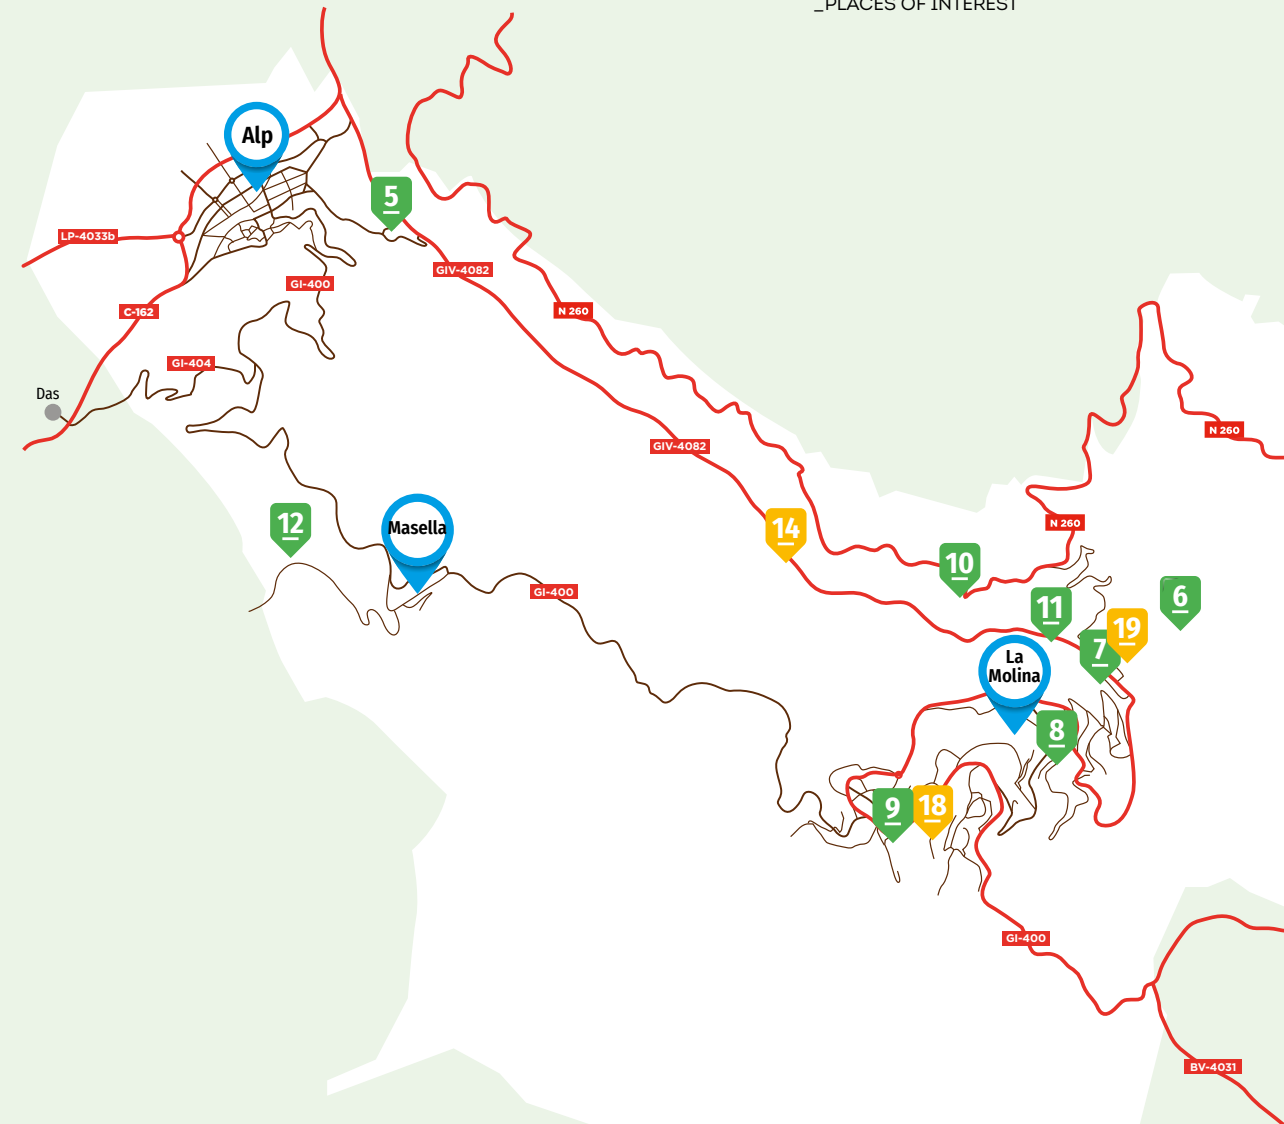 _PLACES OF INTEREST
Alp
5
LP-4033b
GIV-4082
GI-400
C-162
N 260
GI-404
Das
N 260
GIV-4082
12
Masella
14
N 260
10
GI-400
11
6
19
7
La
Molina
8
9
18
GI-400
BV-4031